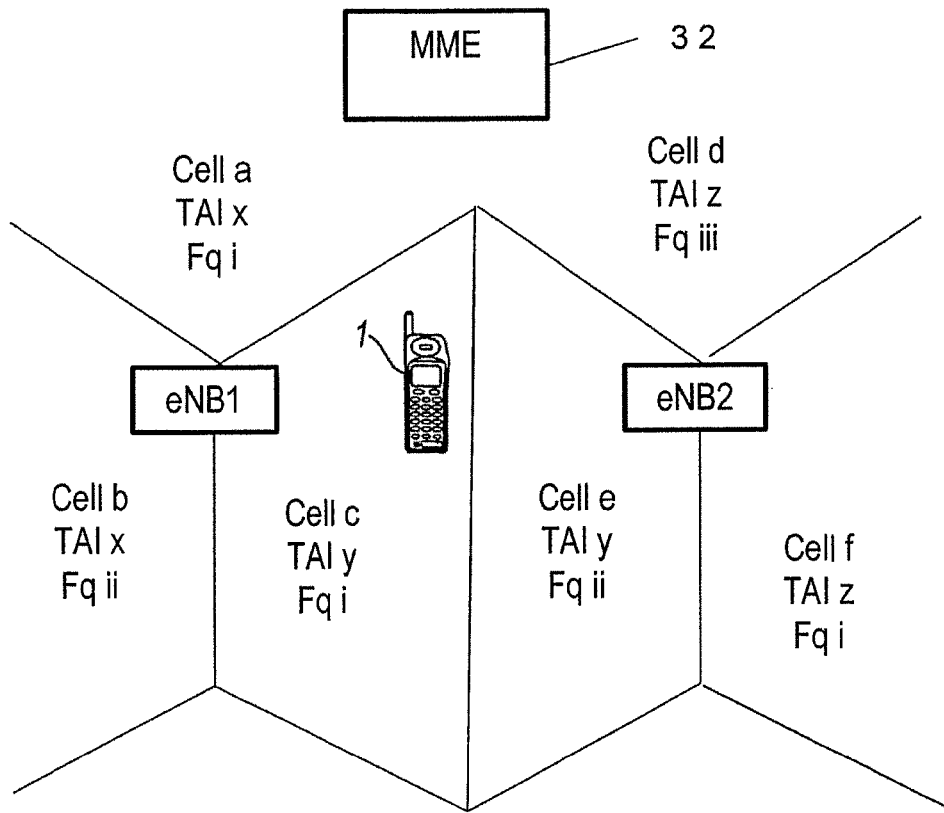 MME
3 2
Cell a
TAI x
Fq i
Cell d
TAI z
Fq iii
1
eNB1
eNB2
Cell b
TAI x
Fq ii
Cell c
TAI y
Fq i
Cell e
TAI y
Fq ii
Cell f
TAI z
Fq i